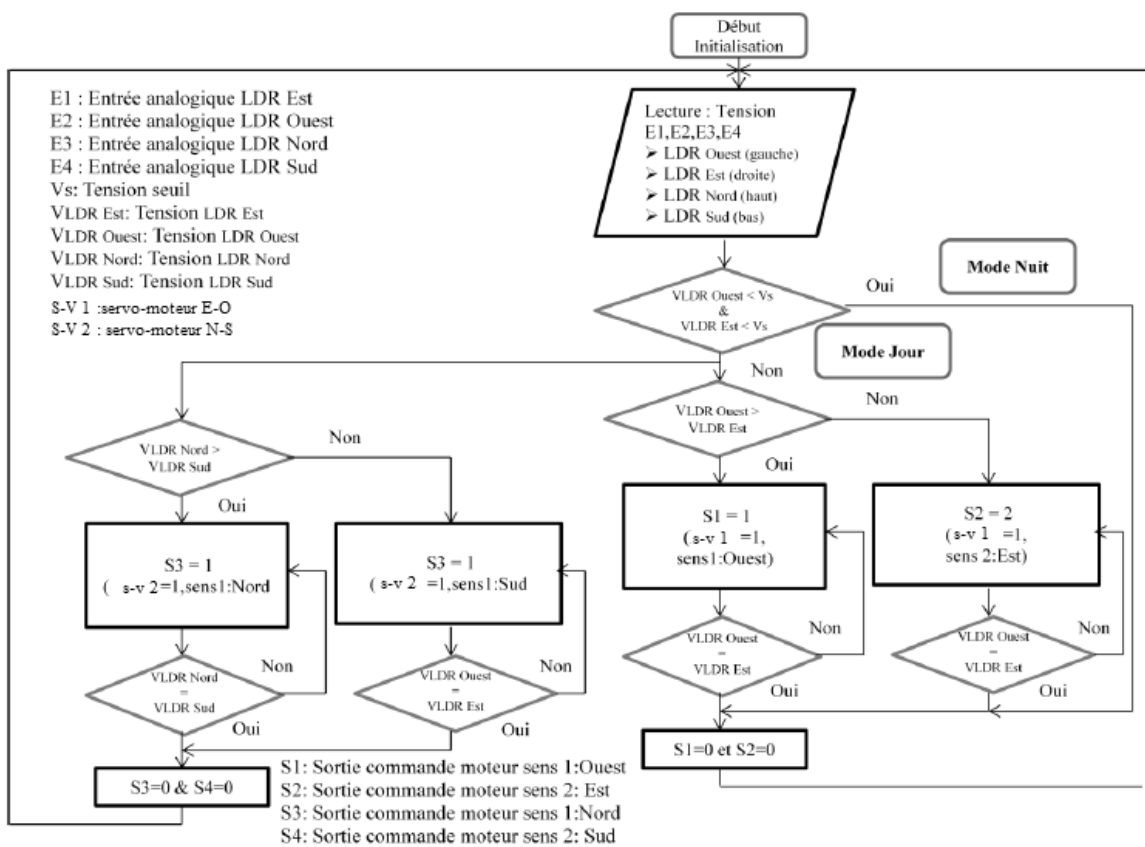 Début
Initialisation
E1 : Entrée analogique LDR Est
E2 : Entrée analogique LDR Ouest
E3 : Entrée analogique LDR Nord
E4 : Entrée analogique LDR Sud
Vs: Tension seuil
VLDR Est: Tension LDR Est
VLDR Ouest: Tension LDR Ouest
VLDR Nord: Tension LDR Nord
VLDR Sud: Tension LDR Sud
S-V 1 :servo-moteur E-O
S-V 2 : servo-moteur N-S
Lecture : Tension
E1,E2,E3,E4
➢ LDR Ouest (gauche)
➢ LDR Est (droite)
➢ LDR Nord (haut)
➢ LDR Sud (bas)
VLDR Ouest < Vs
&
VLDR Est < Vs
Oui
Mode Nuit
Mode Jour
Non
VLDR Ouest >
VLDR Est
Non
Oui
VLDR Nord >
VLDR Sud
Non
Oui
S3 = 1
( s-v 2=1,sens1:Nord
S3 = 1
( s-v 2 =1,sens1:Sud
S1 = 1
(s-v 1 =1,
sens1:Ouest)
S2 = 2
(s-v 1 =1,
sens 2:Est)
VLDR Nord
=
VLDR Sud
Non
Oui
VLDR Ouest
=
VLDR Est
Non
Oui
VLDR Ouest
=
VLDR Est
Non
Oui
VLDR Ouest
=
VLDR Est
Non
Oui
S3=0 & S4=0
S1=0 et S2=0
S1: Sortie commande moteur sens 1:Ouest
S2: Sortie commande moteur sens 2: Est
S3: Sortie commande moteur sens 1:Nord
S4: Sortie commande moteur sens 2: Sud